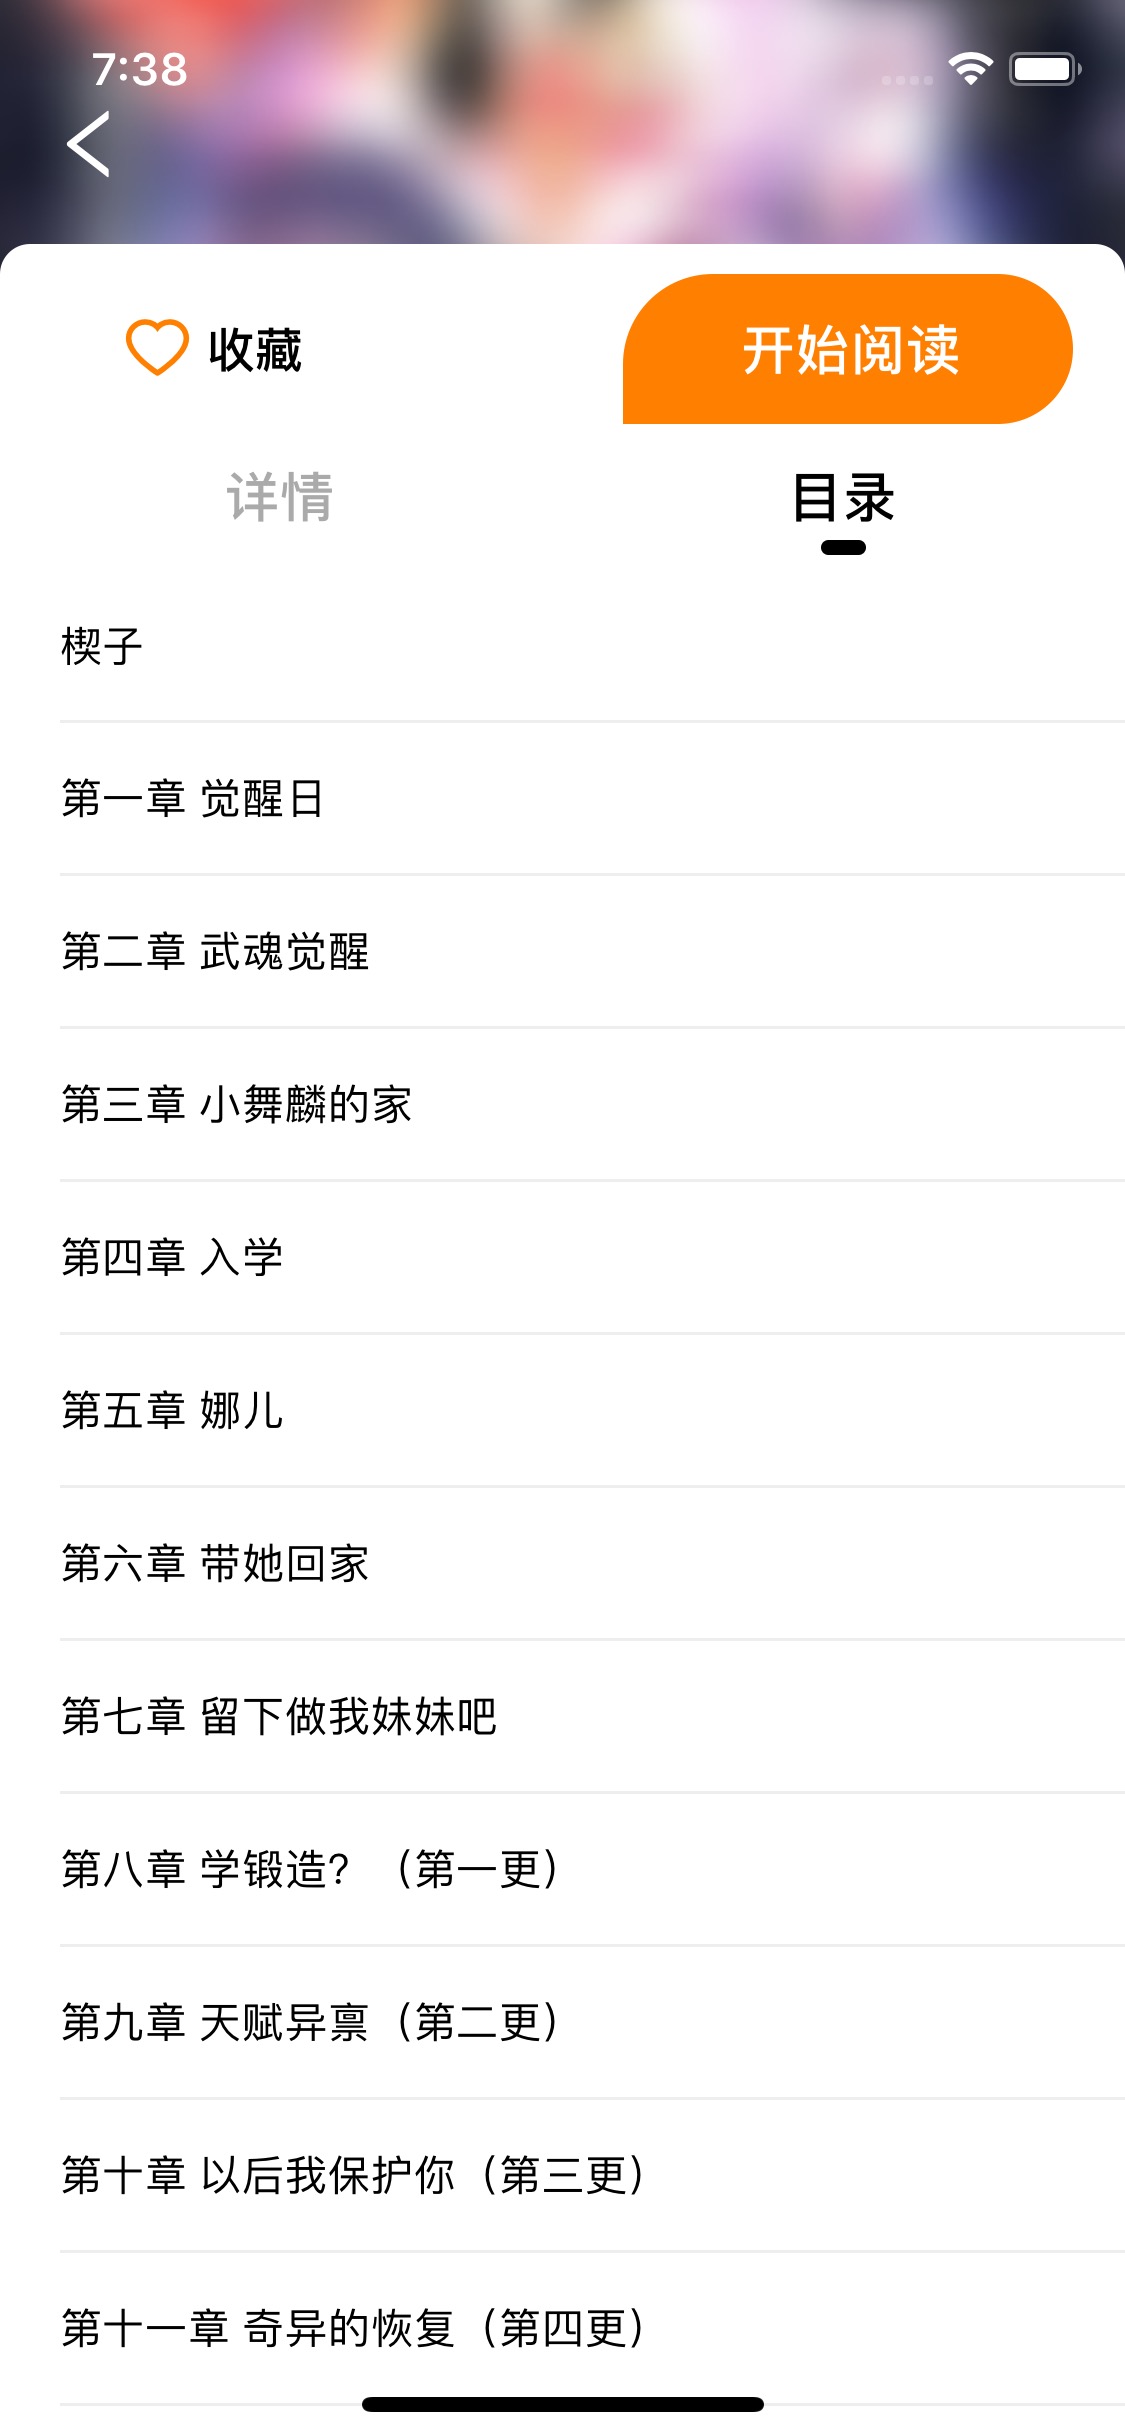 7:38
收藏
开始阅读
详情
目录
楔子
第一章 觉醒日
第二章 武魂觉醒
第三章 小舞麟的家
第四章 入学
第五章 娜儿
第六章 带她回家
第七章 留下做我妹妹吧
第八章 学锻造？（第一更）
第九章 天赋异禀（第二更）
第十章 以后我保护你（第三更）
第十一章 奇异的恢复（第四更）